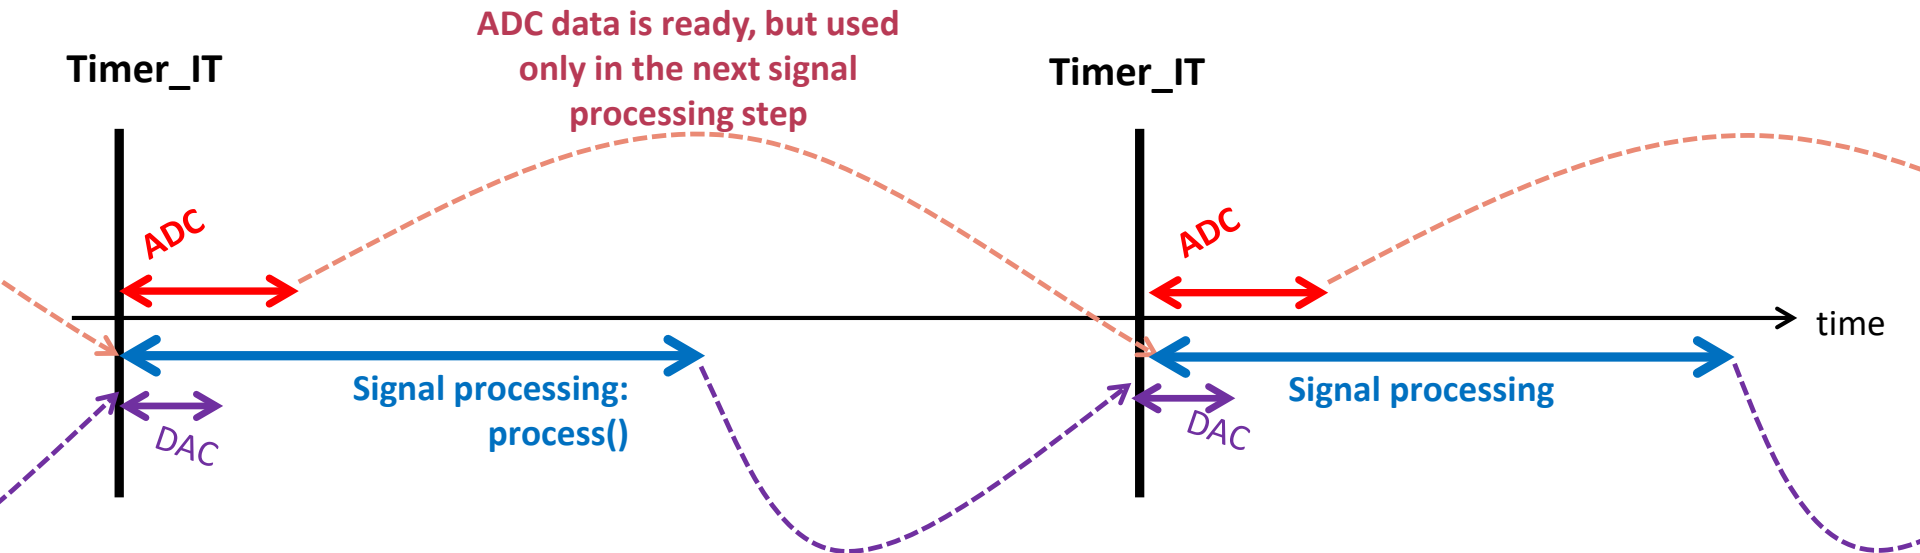 ADC data is ready, but used
only in the next signal
processing step
Timer_IT
Timer_IT
ADC
ADC
time
Signal processing:
process()
Signal processing
DAC
DAC